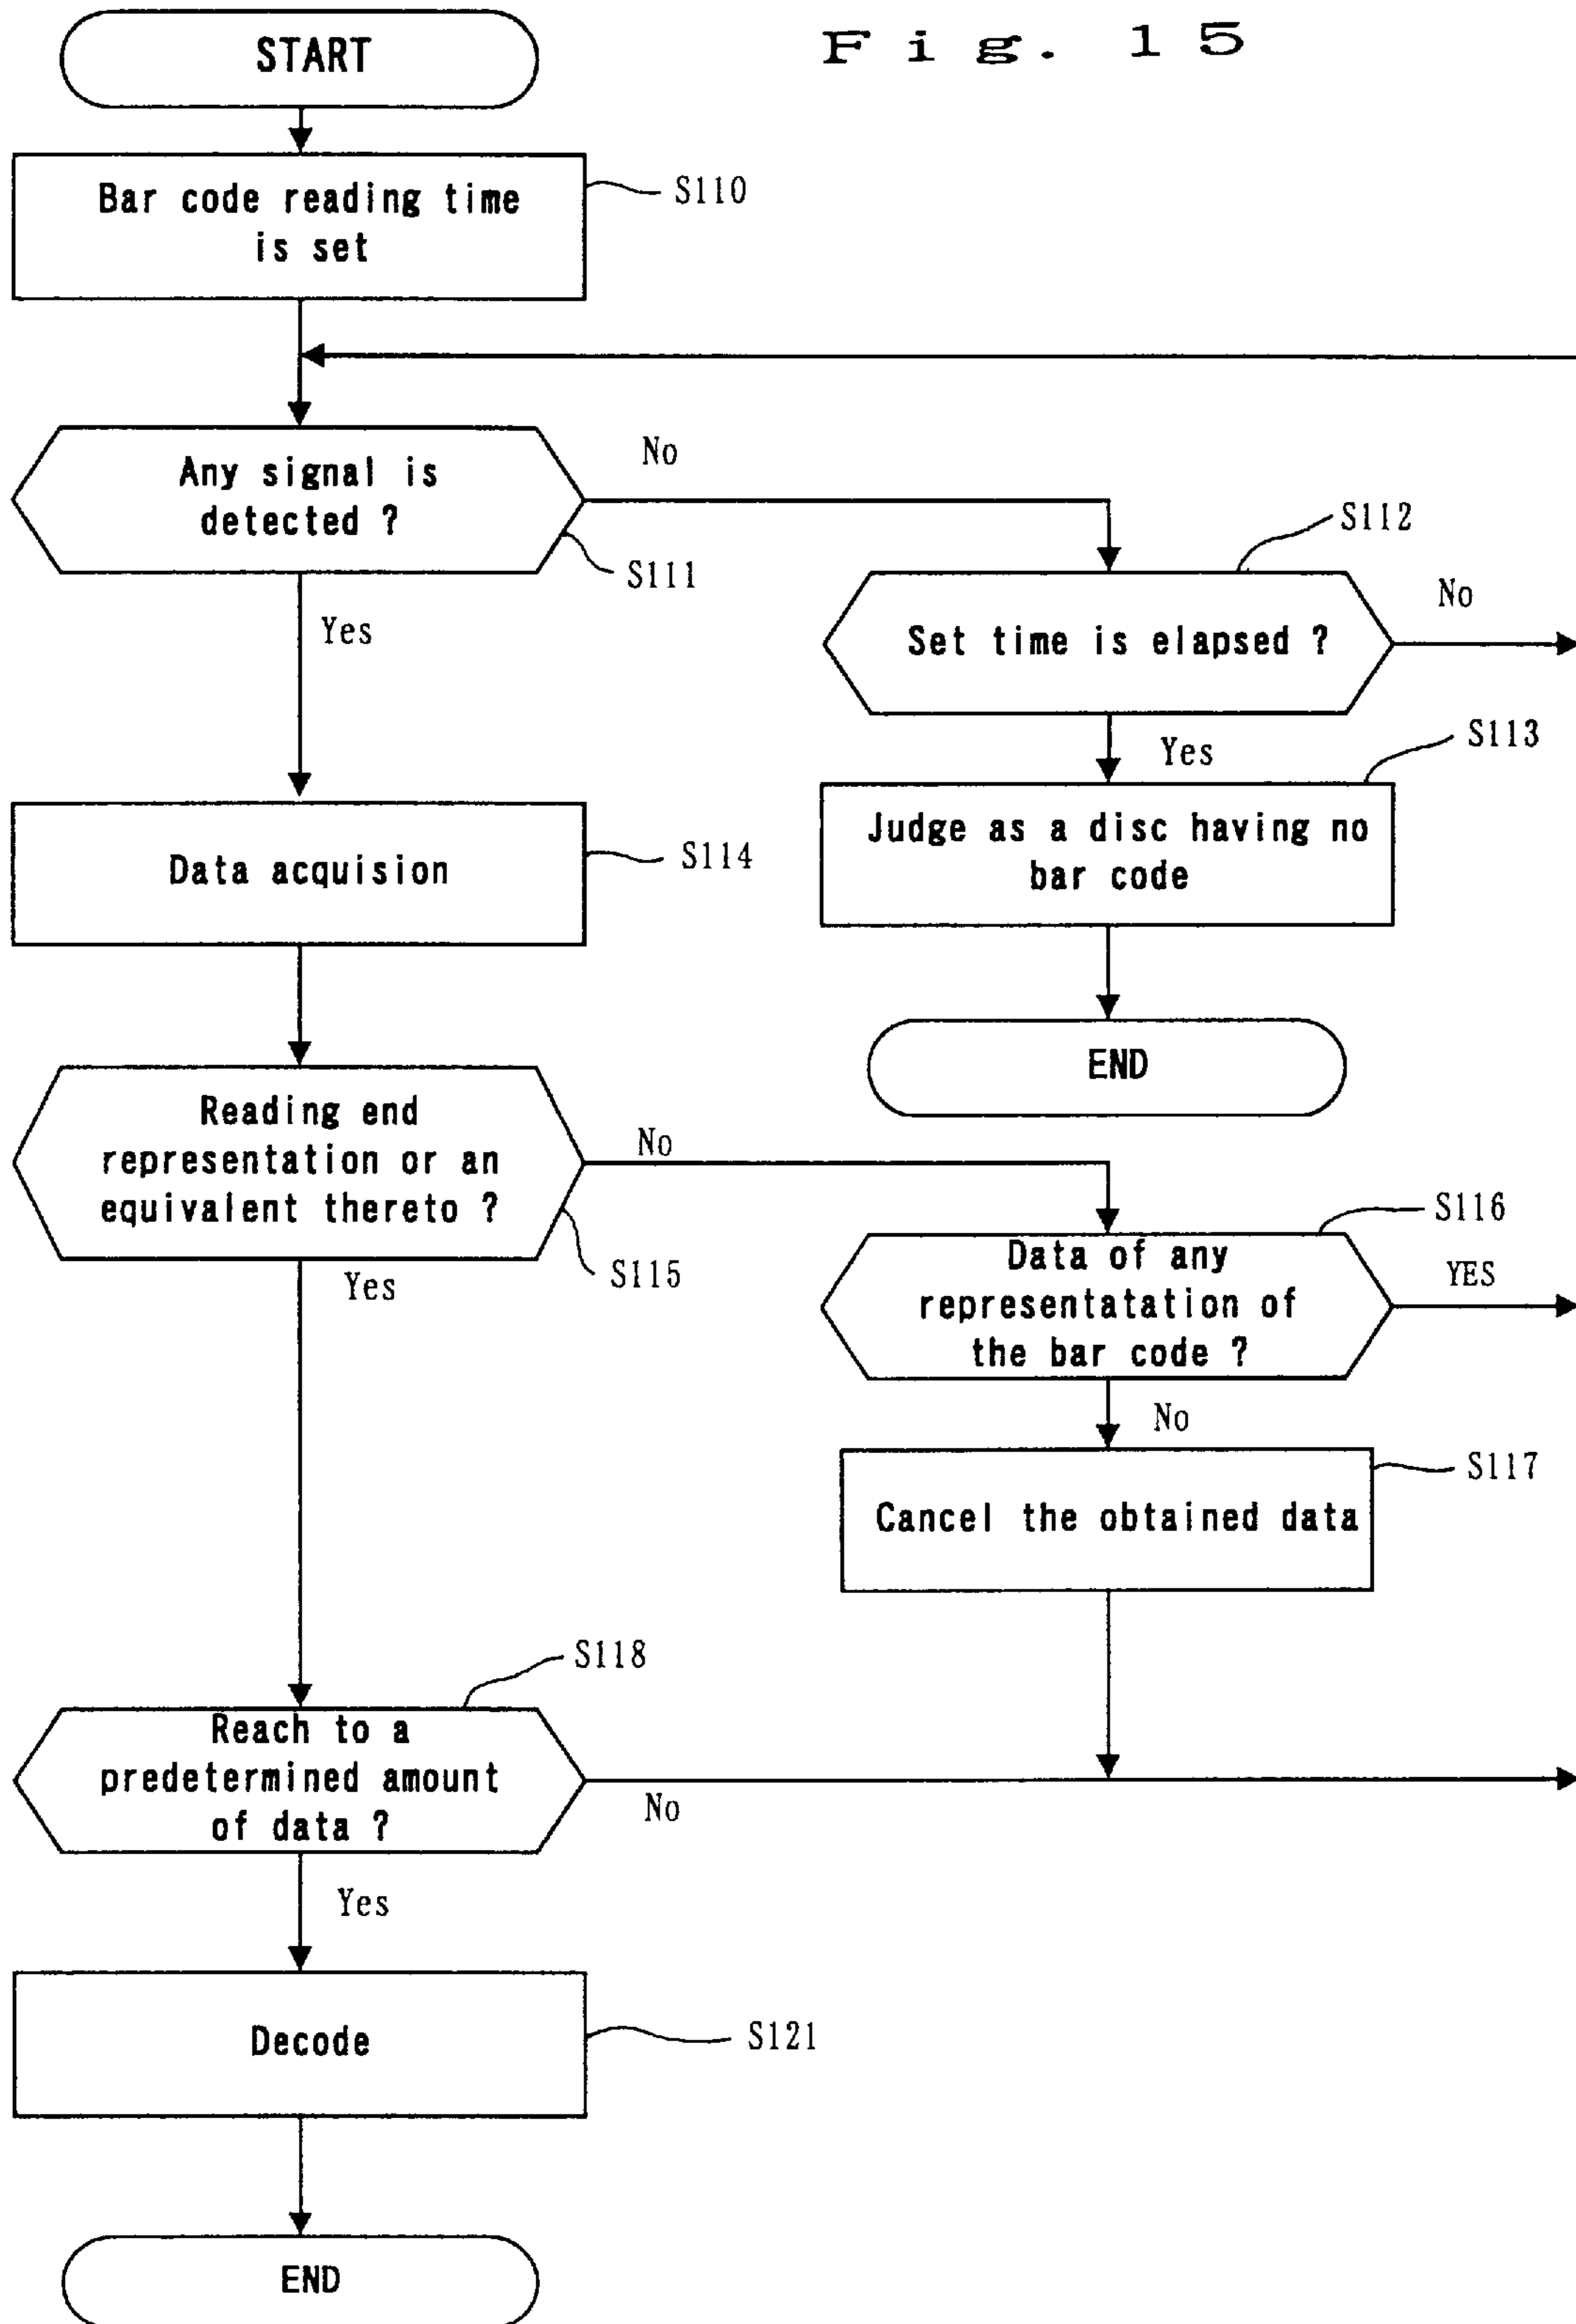 Fig. 15
START
Bar code reading time
is set
S110
Any signal is
detected ?
No
S111
Yes
S112
Set time is elapsed ?
No
Yes
S113
Judge as a disc having no
bar code
END
Data acquision
S114
Reading end
representation or an
equivalent thereto ?
No
S115
Yes
S116
Data of any
representatation of
the bar code ?
YES
No
S117
Cancel the obtained data
S118
Reach to a
predetermined amount
of data ?
No
Yes
Decode
S121
END